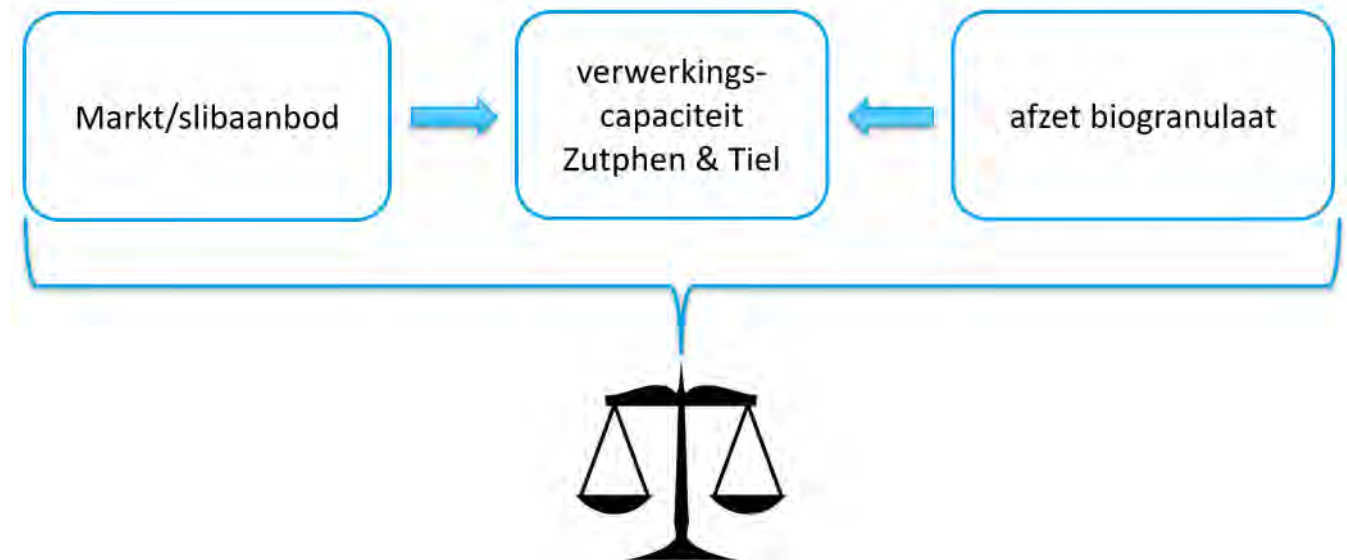 Markt/slibaanbod
verwerkings-
capaciteit
Zutphen & Tiel
afzet biogranulaat